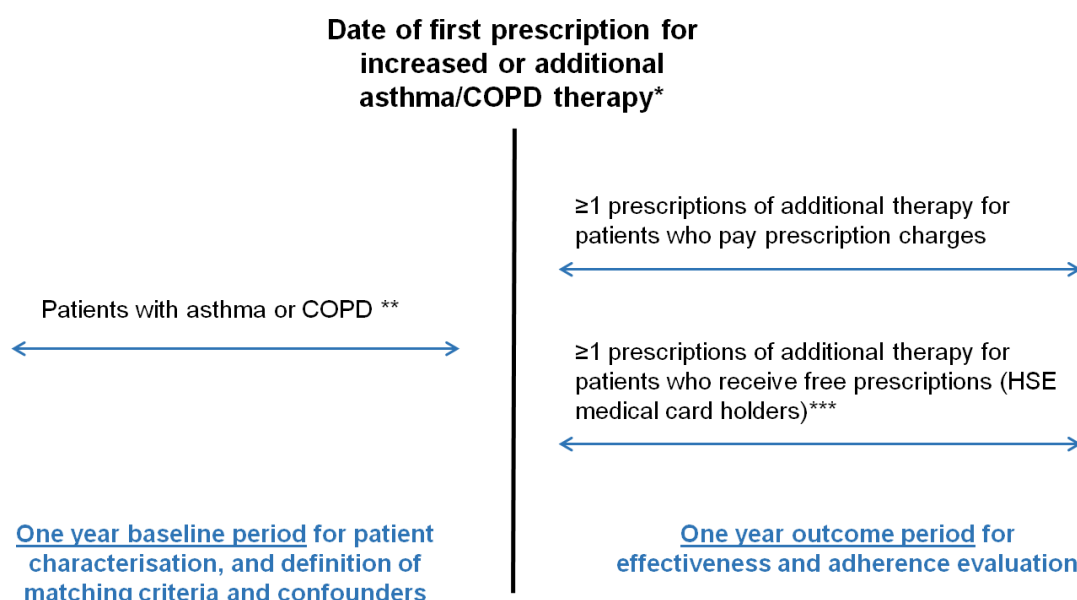 Date of first prescription for
increased or additional
asthma/COPD therapy*
≥1 prescriptions of additional therapy for
patients who pay prescription charges
Patients with asthma or COPD **
≥1 prescriptions of additional therapy for
patients who receive free prescriptions (HSE
medical card holders)***
One year baseline period for patient
characterisation, and definition of
matching criteria and confounders
One year outcome period for
effectiveness and adherence evaluation